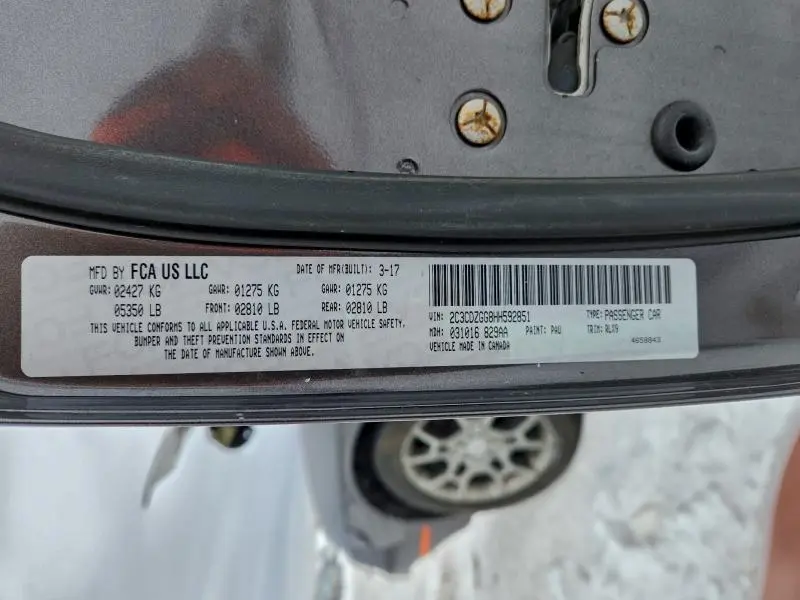 MFD BY FCA US LLC DATE OF MFR(BUILT): 3-17
GVWR: 02427 KG GAWR: 01275 KG GAWR: 01275 KG
05350 LB FRONT: 02810 LB REAR: 02810 LB
THIS VEHICLE CONFORMS TO ALL APPLICABLE U.S.A. FEDERAL MOTOR VEHICLE SAFETY,
BUMPER AND THEFT PREVENTION STANDARDS IN EFFECT ON
THE DATE OF MANUFACTURE SHOWN ABOVE.
VIN: 2C3CDZGG8HH592851 TYPE: PASSENGER CAR
MDH: 031016 829AA PAINT: PAU TRIM: RLX9
VEHICLE MADE IN CANADA 4658843